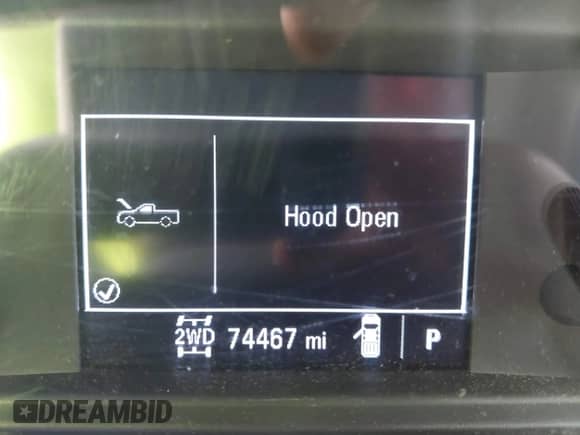 Hood Open
2WD 74467 mi P
DREAMBID